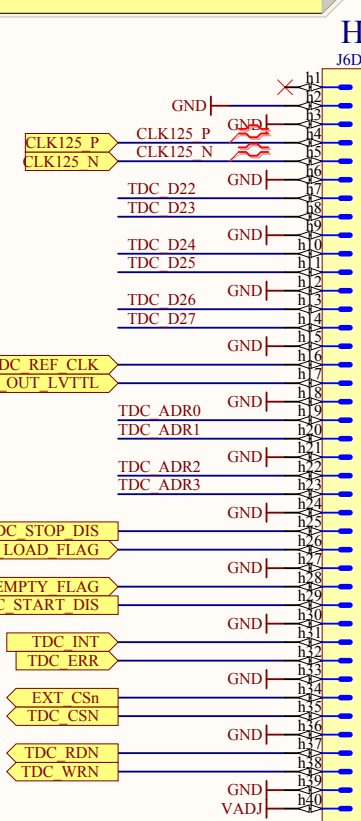 H
J6D
h1
GND h2
GND h3
CLK125_P CLK125_P h4
CLK125_N CLK125_N h5
GND h6
TDC_D22 h7
TDC_D23 h8
GND h9
TDC_D24 h10
TDC_D25 h11
GND h12
TDC_D26 h13
TDC_D27 h14
GND h15
DC_REF_CLK h16
OUT_LVTTL h17
GND h18
TDC_ADR0 h19
TDC_ADR1 h20
GND h21
TDC_ADR2 h22
TDC_ADR3 h23
GND h24
DC_STOP_DIS h25
LOAD_FLAG h26
GND h27
EMPTY_FLAG h28
C_START_DIS h29
GND h30
TDC_INT h31
TDC_ERR h32
GND h33
EXT_CSn h34
TDC_CSN h35
GND h36
TDC_RDN h37
TDC_WRN h38
GND h39
VADJ h40